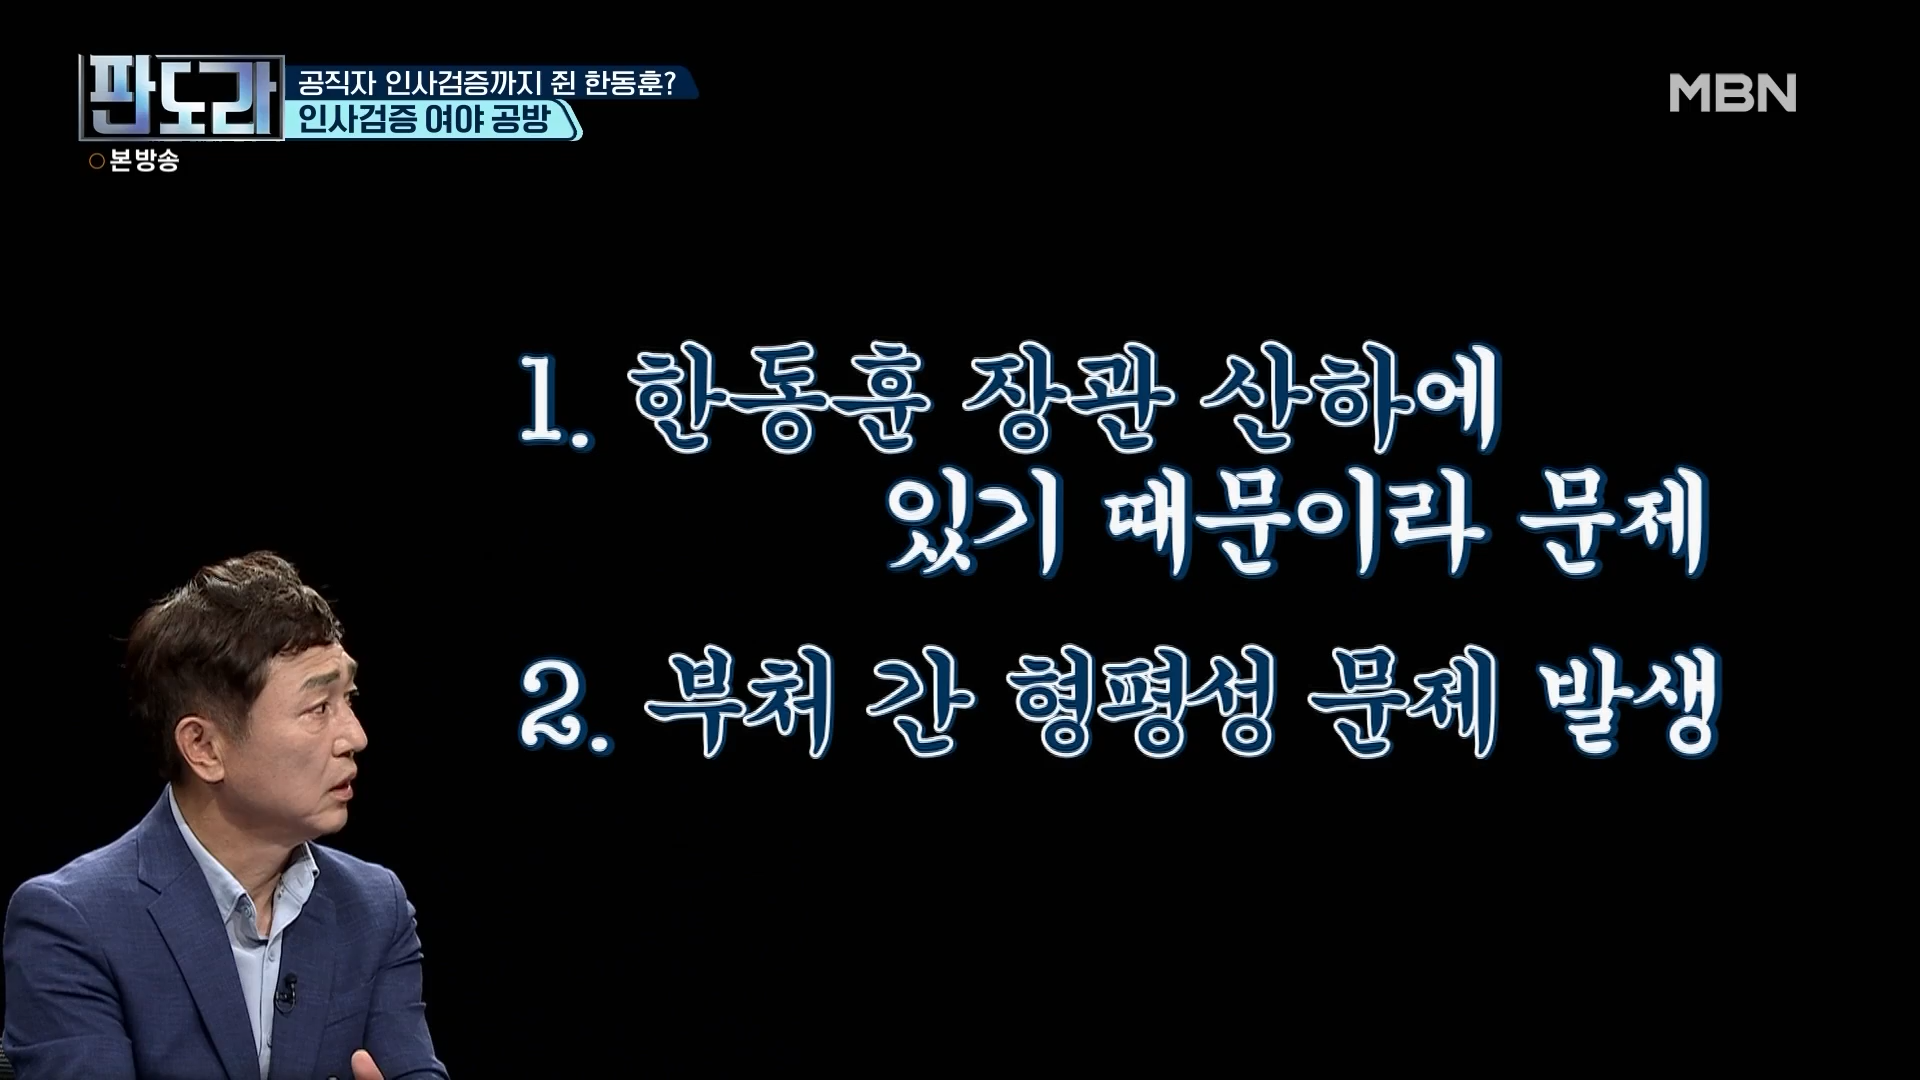 판도라
공직자 인사검증까지 쥔 한동훈?
인사검증 여야 공방
본방송
MBN
1. 한동훈 장관 산하에
있기 때문이라 문제
2. 부처 간 형평성 문제 발생